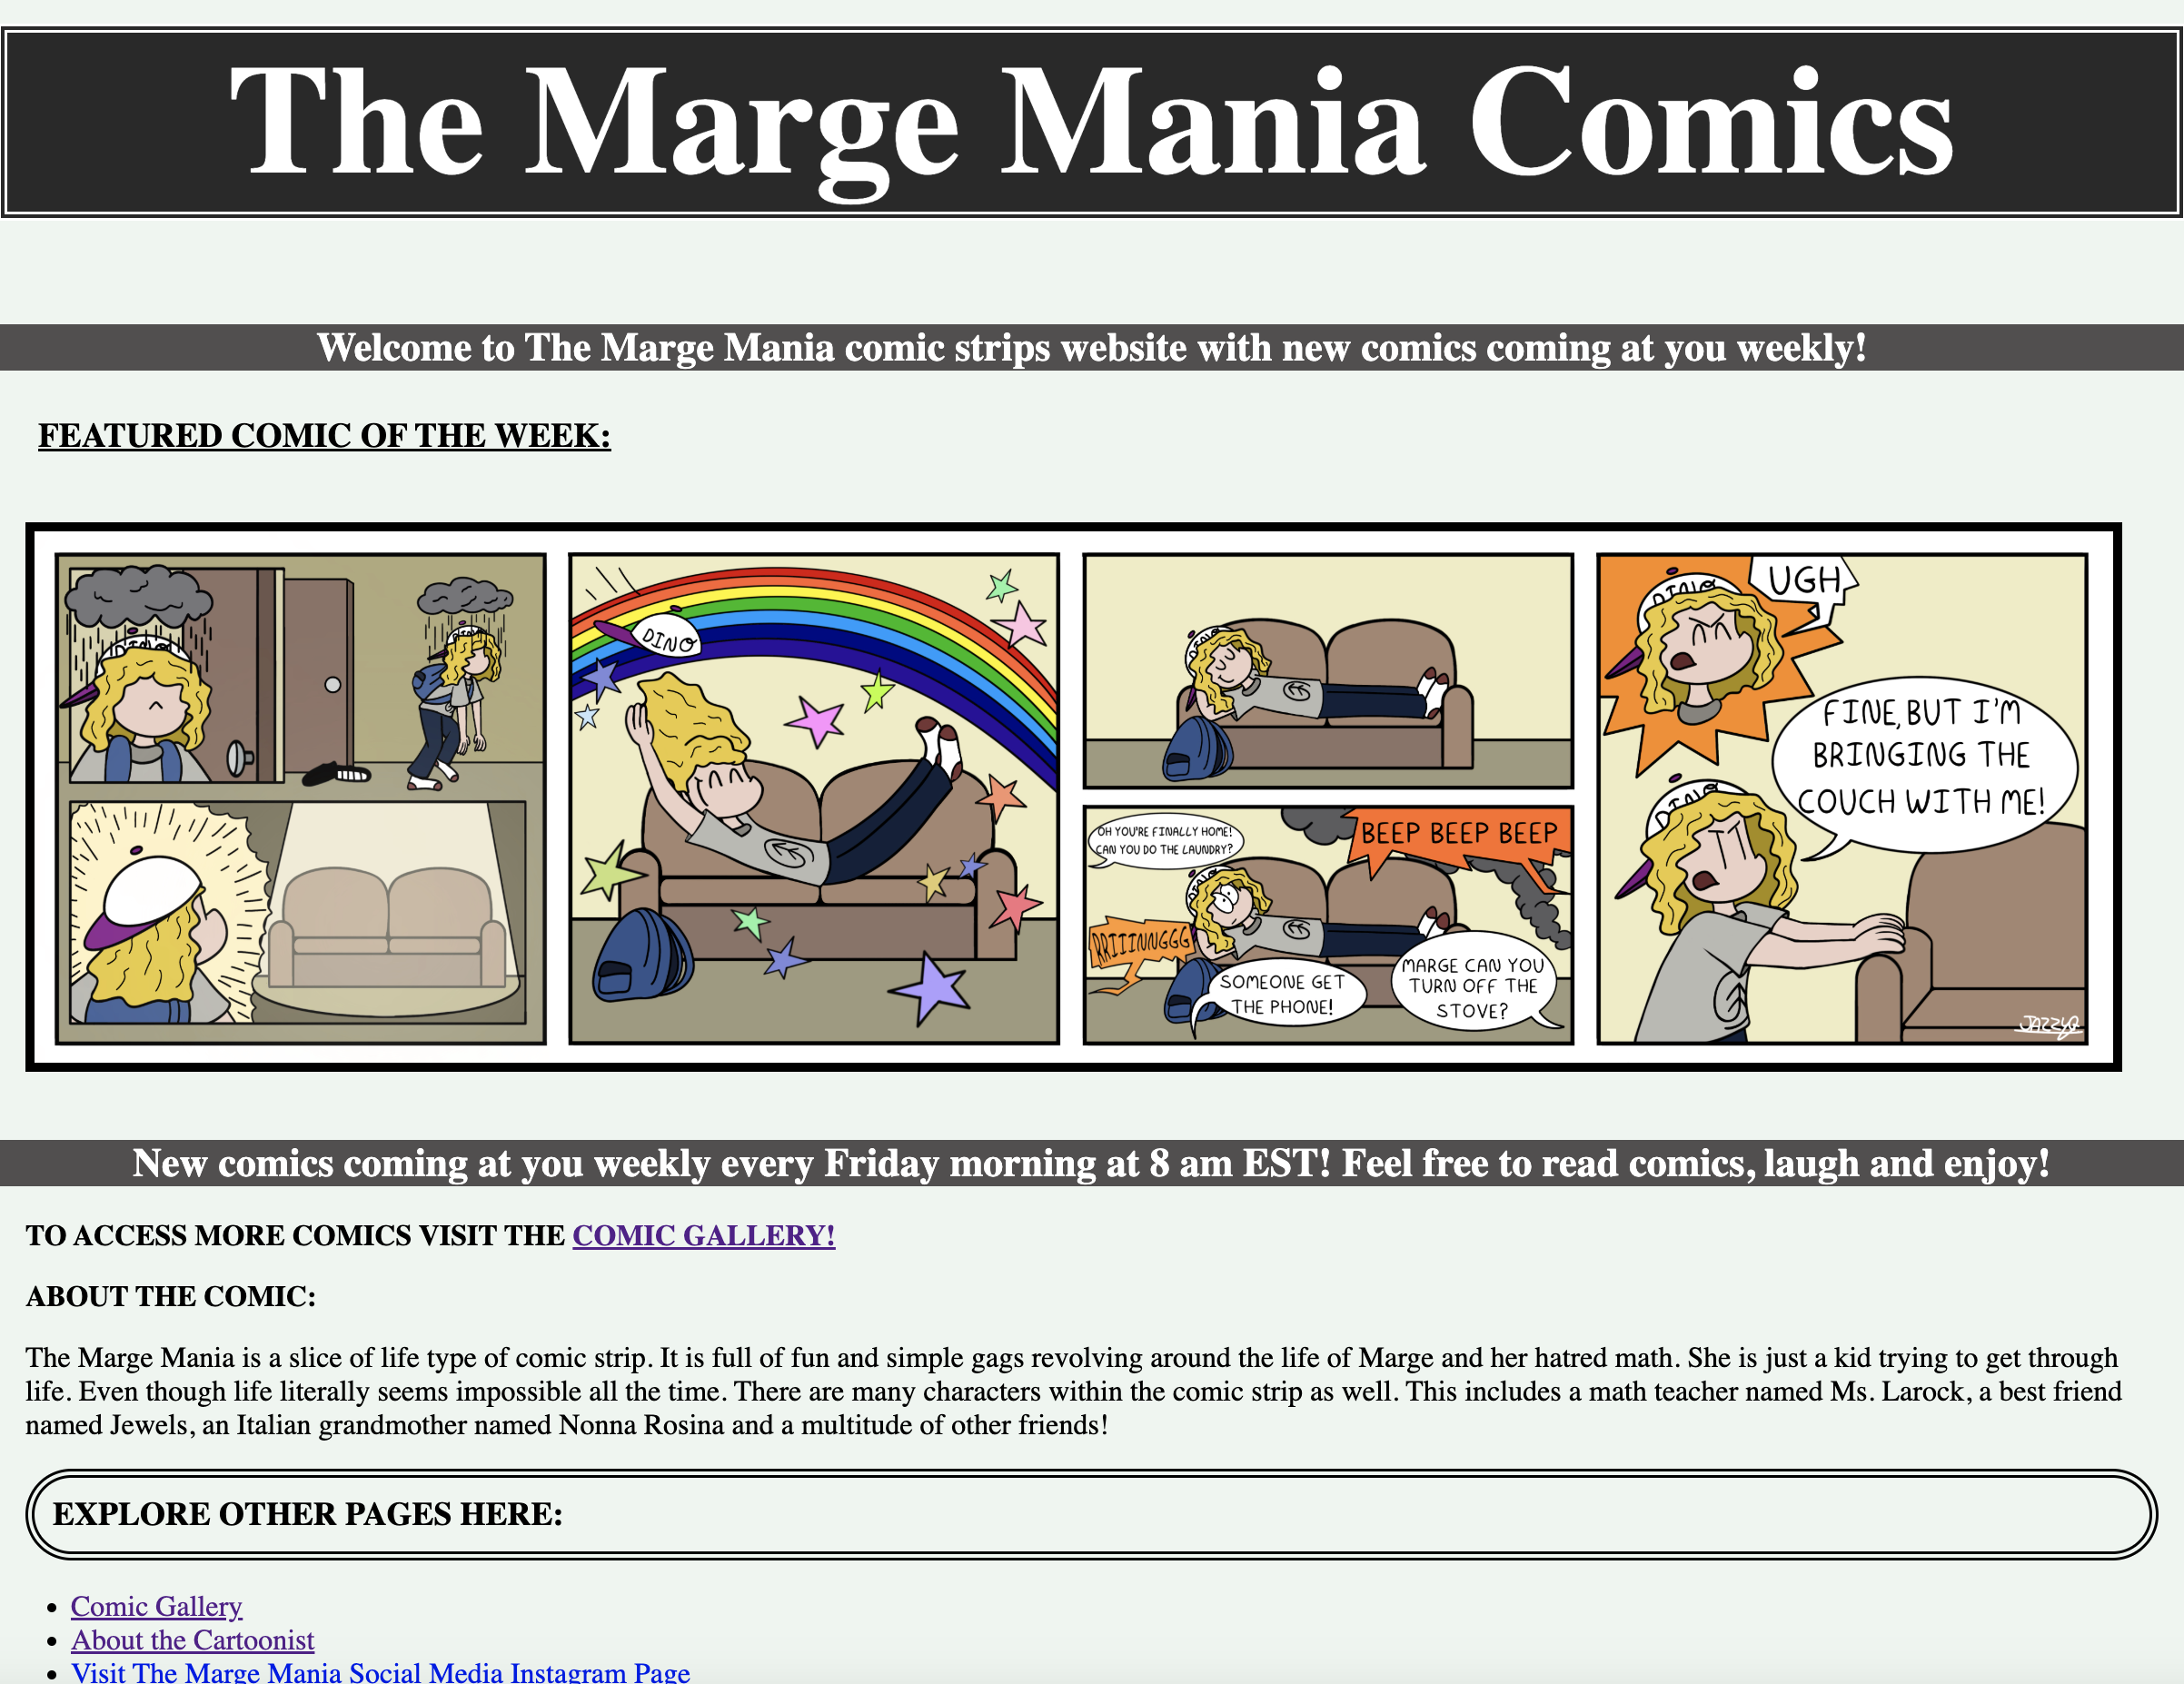 The Marge Mania Comics
Welcome to The Marge Mania comic strips website with new comics coming at you weekly!
FEATURED COMIC OF THE WEEK:
DINO
DINO
DINO
DINO
OH YOU'RE FINALLY HOME!
CAN YOU DO THE LAUNDRY?
BEEP BEEP BEEP
DINO
RRIIINNGGG
SOMEONE GET
THE PHONE!
MARGE CAN YOU
TURN OFF THE
STOVE?
DINO
UGH
FINE, BUT I'M
BRINGING THE
COUCH WITH ME!
DINO
JAZZYG
New comics coming at you weekly every Friday morning at 8 am EST! Feel free to read comics, laugh and enjoy!
TO ACCESS MORE COMICS VISIT THE COMIC GALLERY!
ABOUT THE COMIC:
The Marge Mania is a slice of life type of comic strip. It is full of fun and simple gags revolving around the life of Marge and her hatred math. She is just a kid trying to get through
life. Even though life literally seems impossible all the time. There are many characters within the comic strip as well. This includes a math teacher named Ms. Larock, a best friend
named Jewels, an Italian grandmother named Nonna Rosina and a multitude of other friends!
EXPLORE OTHER PAGES HERE:
Comic Gallery
About the Cartoonist
Visit The Marge Mania Social Media Instagram Page